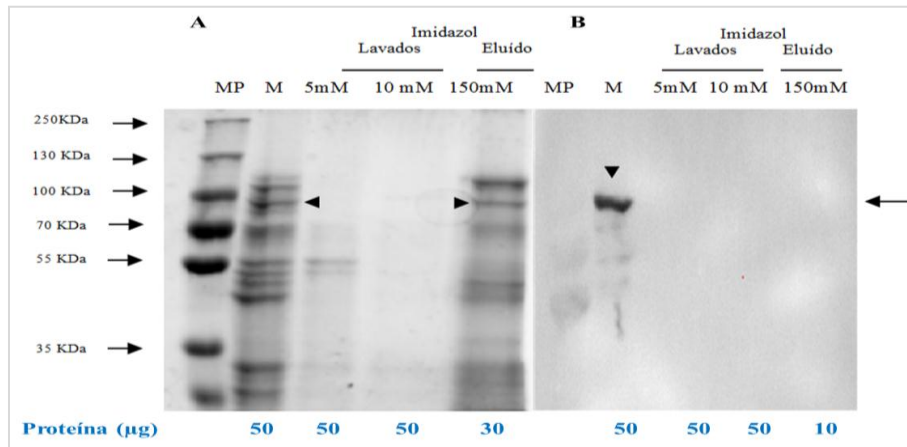 A B
Imidazol Imidazol
Lavados Eluído Lavados Eluído
MP M 5mM 10 mM 150mM MP M 5mM 10 mM 150mM
250KDa
130 KDa
100 KDa
70 KDa
55 KDa
35 KDa
Proteína (µg) 50 50 50 30 50 50 50 10